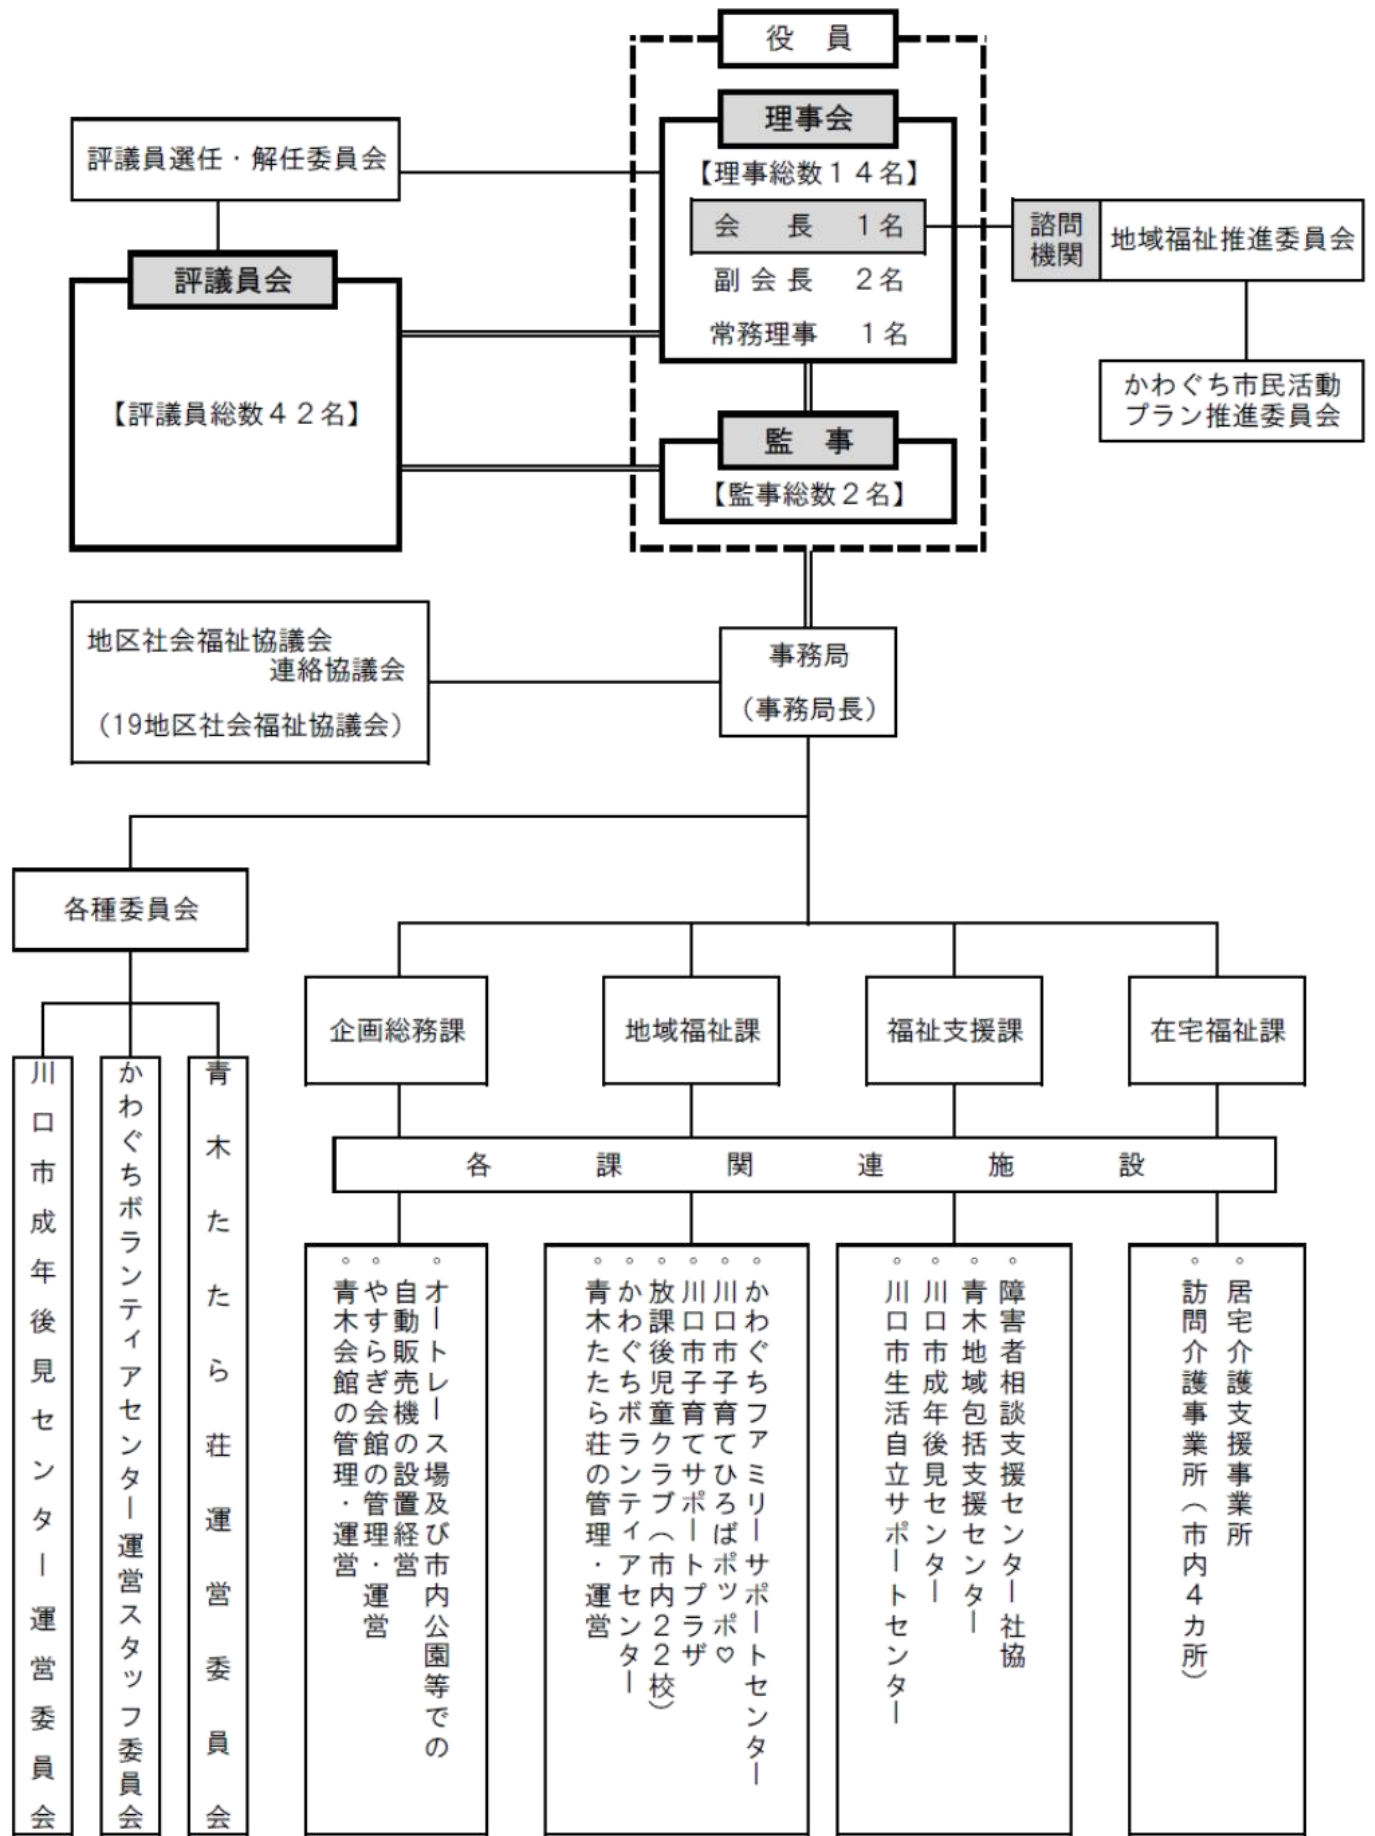 役　員
理事会
【理事総数１４名】
会　長　１名
副会長　２名
常務理事　１名
評議員選任・解任委員会
評議員会
【評議員総数４２名】
諮問
機関
地域福祉推進委員会
かわぐち市民活動
プラン推進委員会
監　事
【監事総数２名】
地区社会福祉協議会
連絡協議会
（19地区社会福祉協議会）
事務局
（事務局長）
各種委員会
青木たたら荘運営委員会
かわぐちボランティアセンター運営スタッフ委員会
川口市成年後見センター運営委員会
企画総務課
地域福祉課
福祉支援課
在宅福祉課
各課関連施設
。オートレース場及び市内公園等での
自動販売機の設置経営
。やすらぎ会館の管理・運営
。青木会館の管理・運営
。かわぐちファミリーサポートセンター
。川口市子育てひろばポッポ♡
。川口市子育てサポートプラザ
。放課後児童クラブ（市内２２校）
。かわぐちボランティアセンター
。青木たたら荘の管理・運営
。障害者相談支援センター社協
。青木地域包括支援センター
。川口市成年後見センター
。川口市生活自立サポートセンター
。居宅介護支援事業所
。訪問介護事業所（市内４カ所）